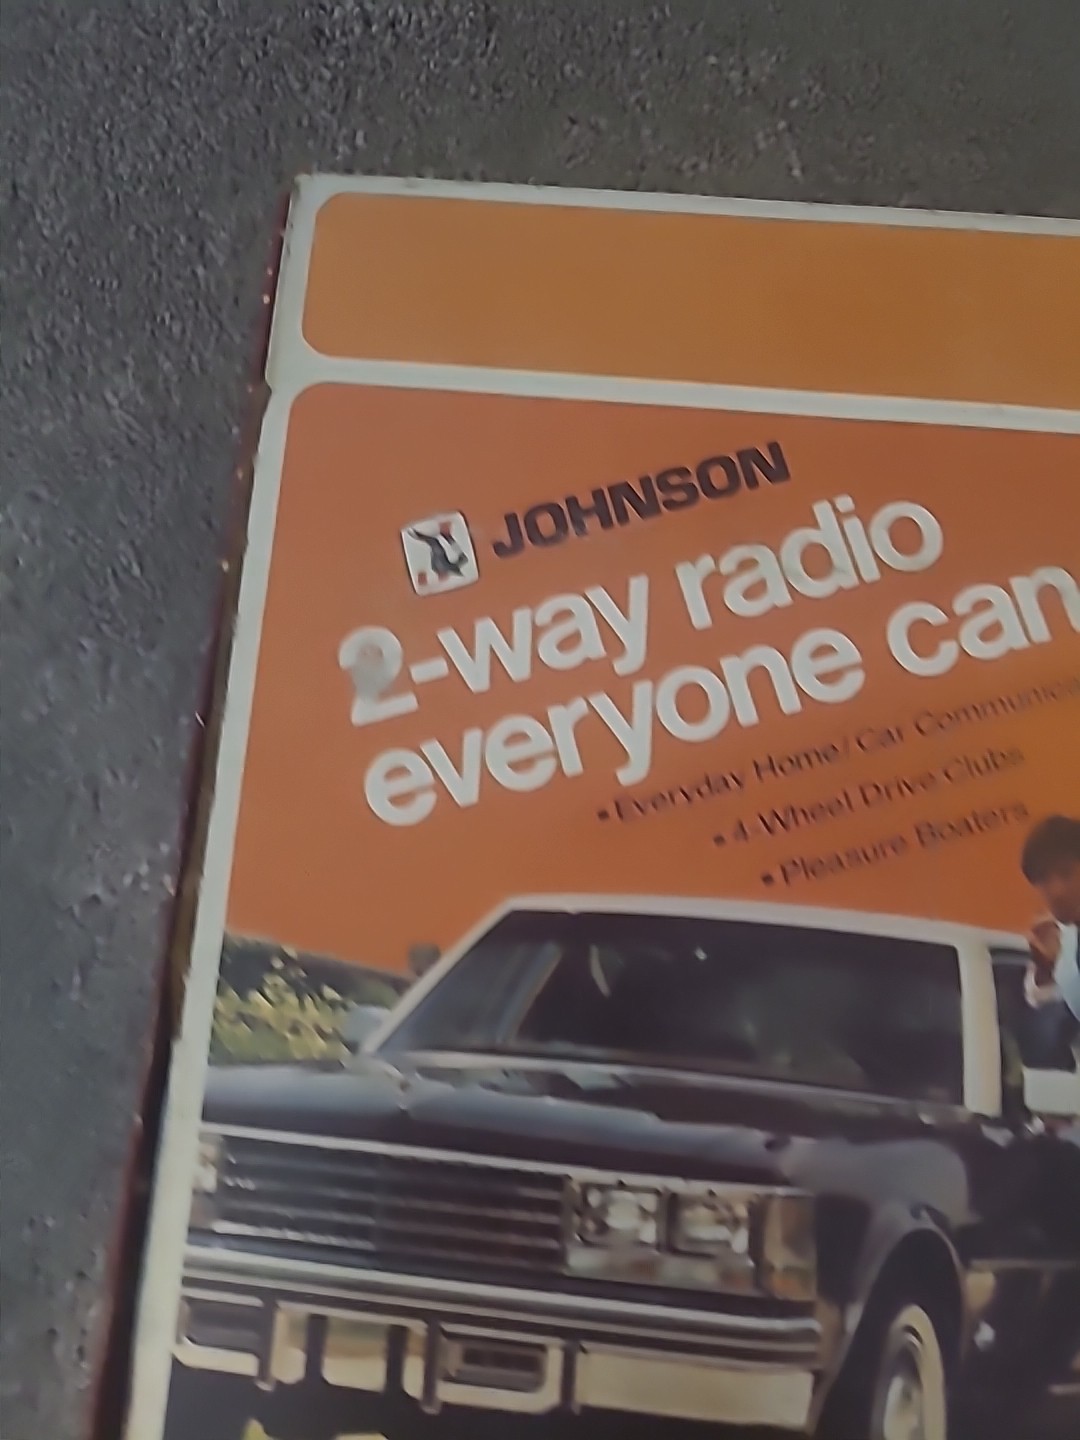 JOHNSON
2-way radio
everyone can
• Everyday Home/Car
• 4-Wheel Drive Clubs
• Pleasure Boaters